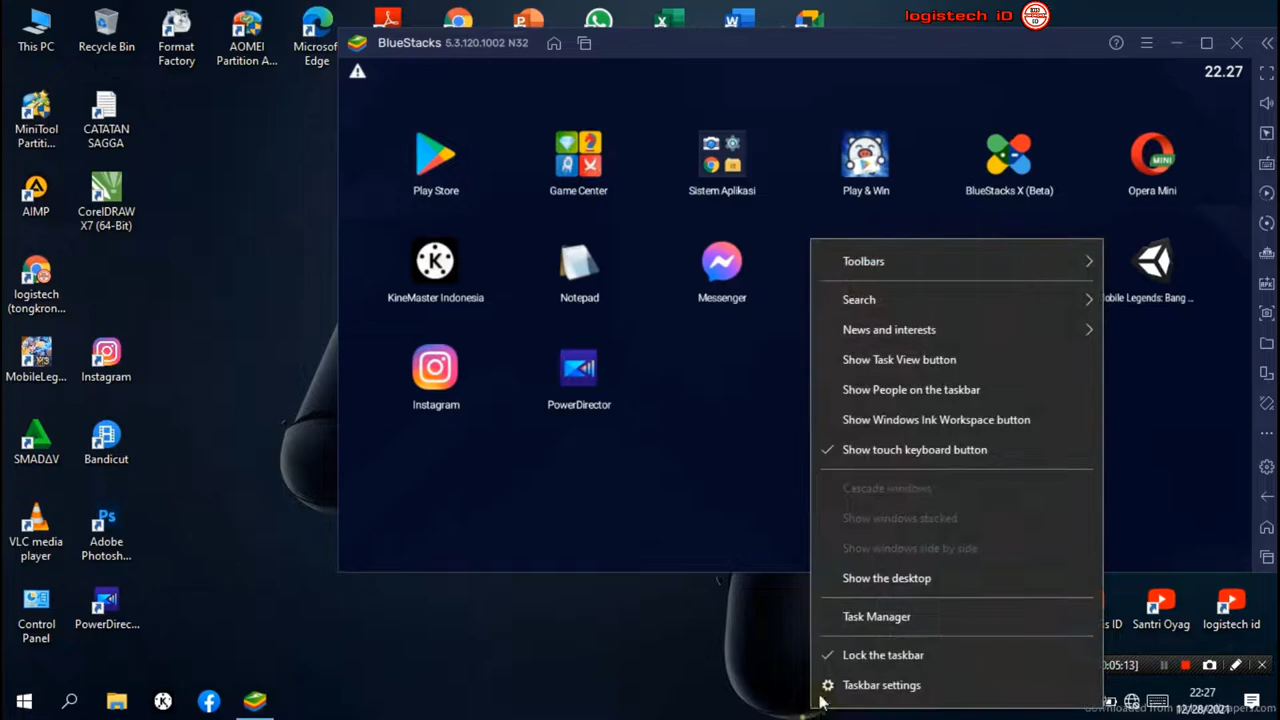 logistech iD
This PC
Recycle Bin
Format
Factory
AOMEI
Partition A...
Microsof
Edge
BlueStacks 5.3.120.1002 N32
22.27
MiniTool
Partiti...
CATATAN
SAGGA
Play Store
Game Center
Sistem Aplikasi
Play & Win
BlueStacks X (Beta)
Opera Mini
AIMP
CorelDRAW
X7 (64-Bit)
KineMaster Indonesia
Notepad
Messenger
obile Legends: Bang ...
logistech
(tongkron...
Instagram
PowerDirector
MobileLeg...
Instagram
SMADΔV
Bandicut
VLC media
player
Adobe
Photosh...
Control
Panel
PowerDirec...
Toolbars
Search
News and interests
Show Task View button
Show People on the taskbar
Show Windows Ink Workspace button
Show touch keyboard button
Cascade windows
Show windows stacked
Show windows side by side
Show the desktop
Task Manager
Lock the taskbar
Taskbar settings
s ID
Santri Oyag
logistech id
0:05:13]
22:27
12/28/2021